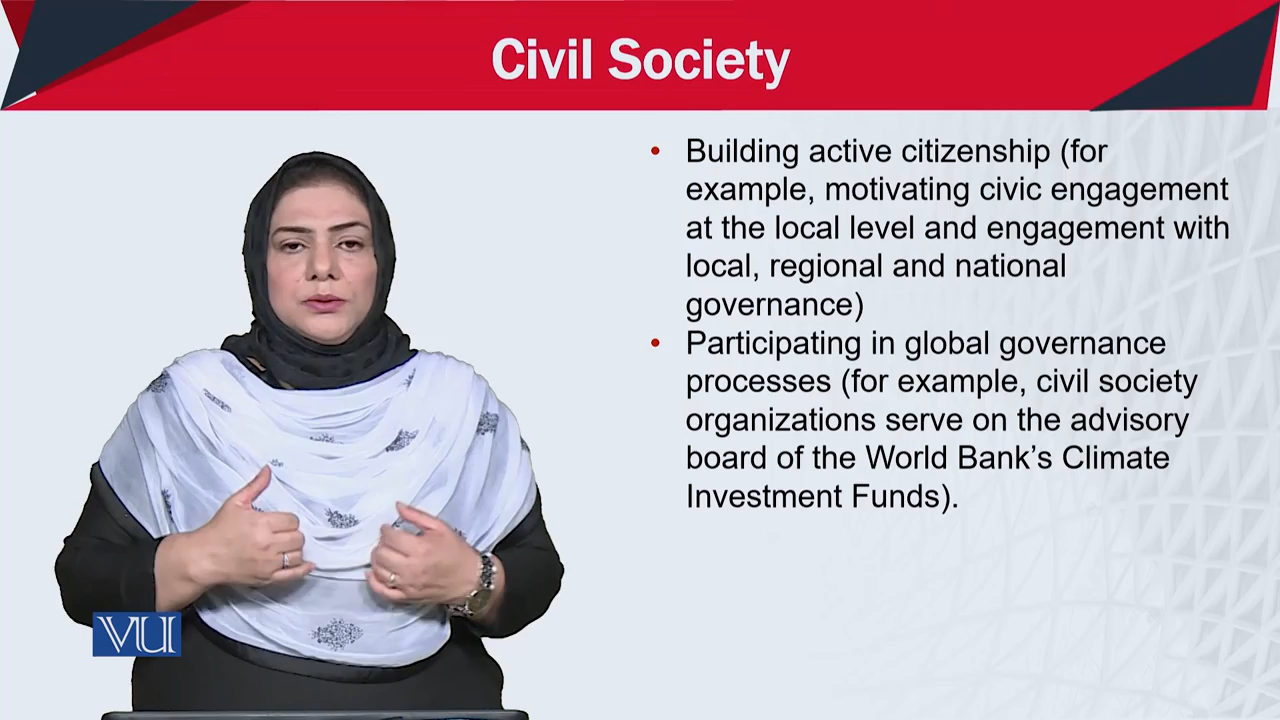 Civil Society
• Building active citizenship (for
example, motivating civic engagement
at the local level and engagement with
local, regional and national
governance)
• Participating in global governance
processes (for example, civil society
organizations serve on the advisory
board of the World Bank’s Climate
Investment Funds).
VU